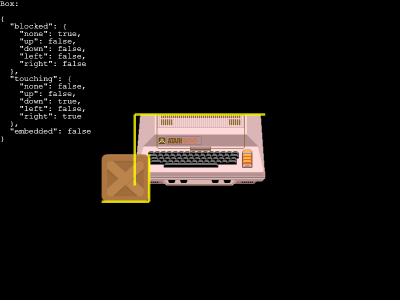 Box:
{
  "blocked": {
    "none": true,
    "up": false,
    "down": false,
    "left": false,
    "right": false
  },
  "touching": {
    "none": false,
    "up": false,
    "down": true,
    "left": false,
    "right": true
  },
  "embedded": false
}
ATARI